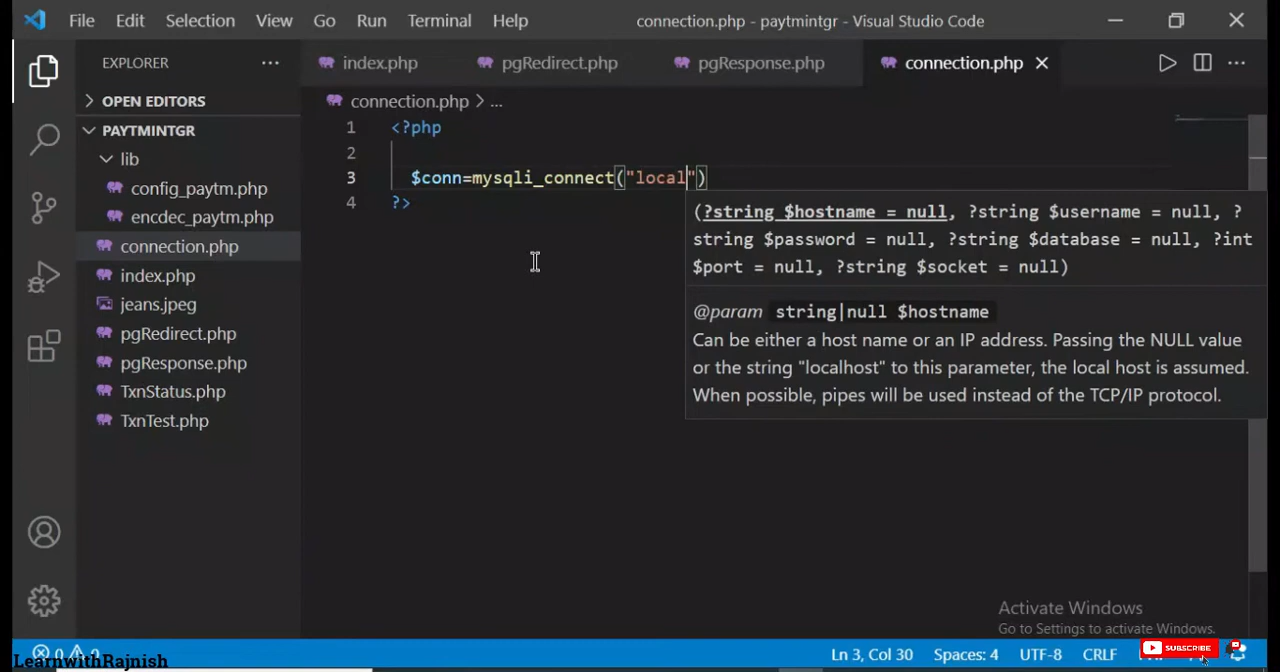 File Edit Selection View Go Run Terminal Help connection.php - paytmintgr - Visual Studio Code
EXPLORER
index.php pgRedirect.php pgResponse.php connection.php
OPEN EDITORS
PAYTMINTGR
lib
config_paytm.php
encdec_paytm.php
connection.php
index.php
jeans.jpeg
pgRedirect.php
pgResponse.php
TxnStatus.php
TxnTest.php
connection.php > ...
1 <?php
2
3 $conn=mysqli_connect("local")
4 ?>
(?string $hostname = null, ?string $username = null, ?
string $password = null, ?string $database = null, ?int
$port = null, ?string $socket = null)
@param string|null $hostname
Can be either a host name or an IP address. Passing the NULL value
or the string "localhost" to this parameter, the local host is assumed.
When possible, pipes will be used instead of the TCP/IP protocol.
Activate Windows
Go to Settings to activate Windows.
0 0 Ln 3, Col 30 Spaces: 4 UTF-8 CRLF
SUBSCRIBE
LearnwithRajnish